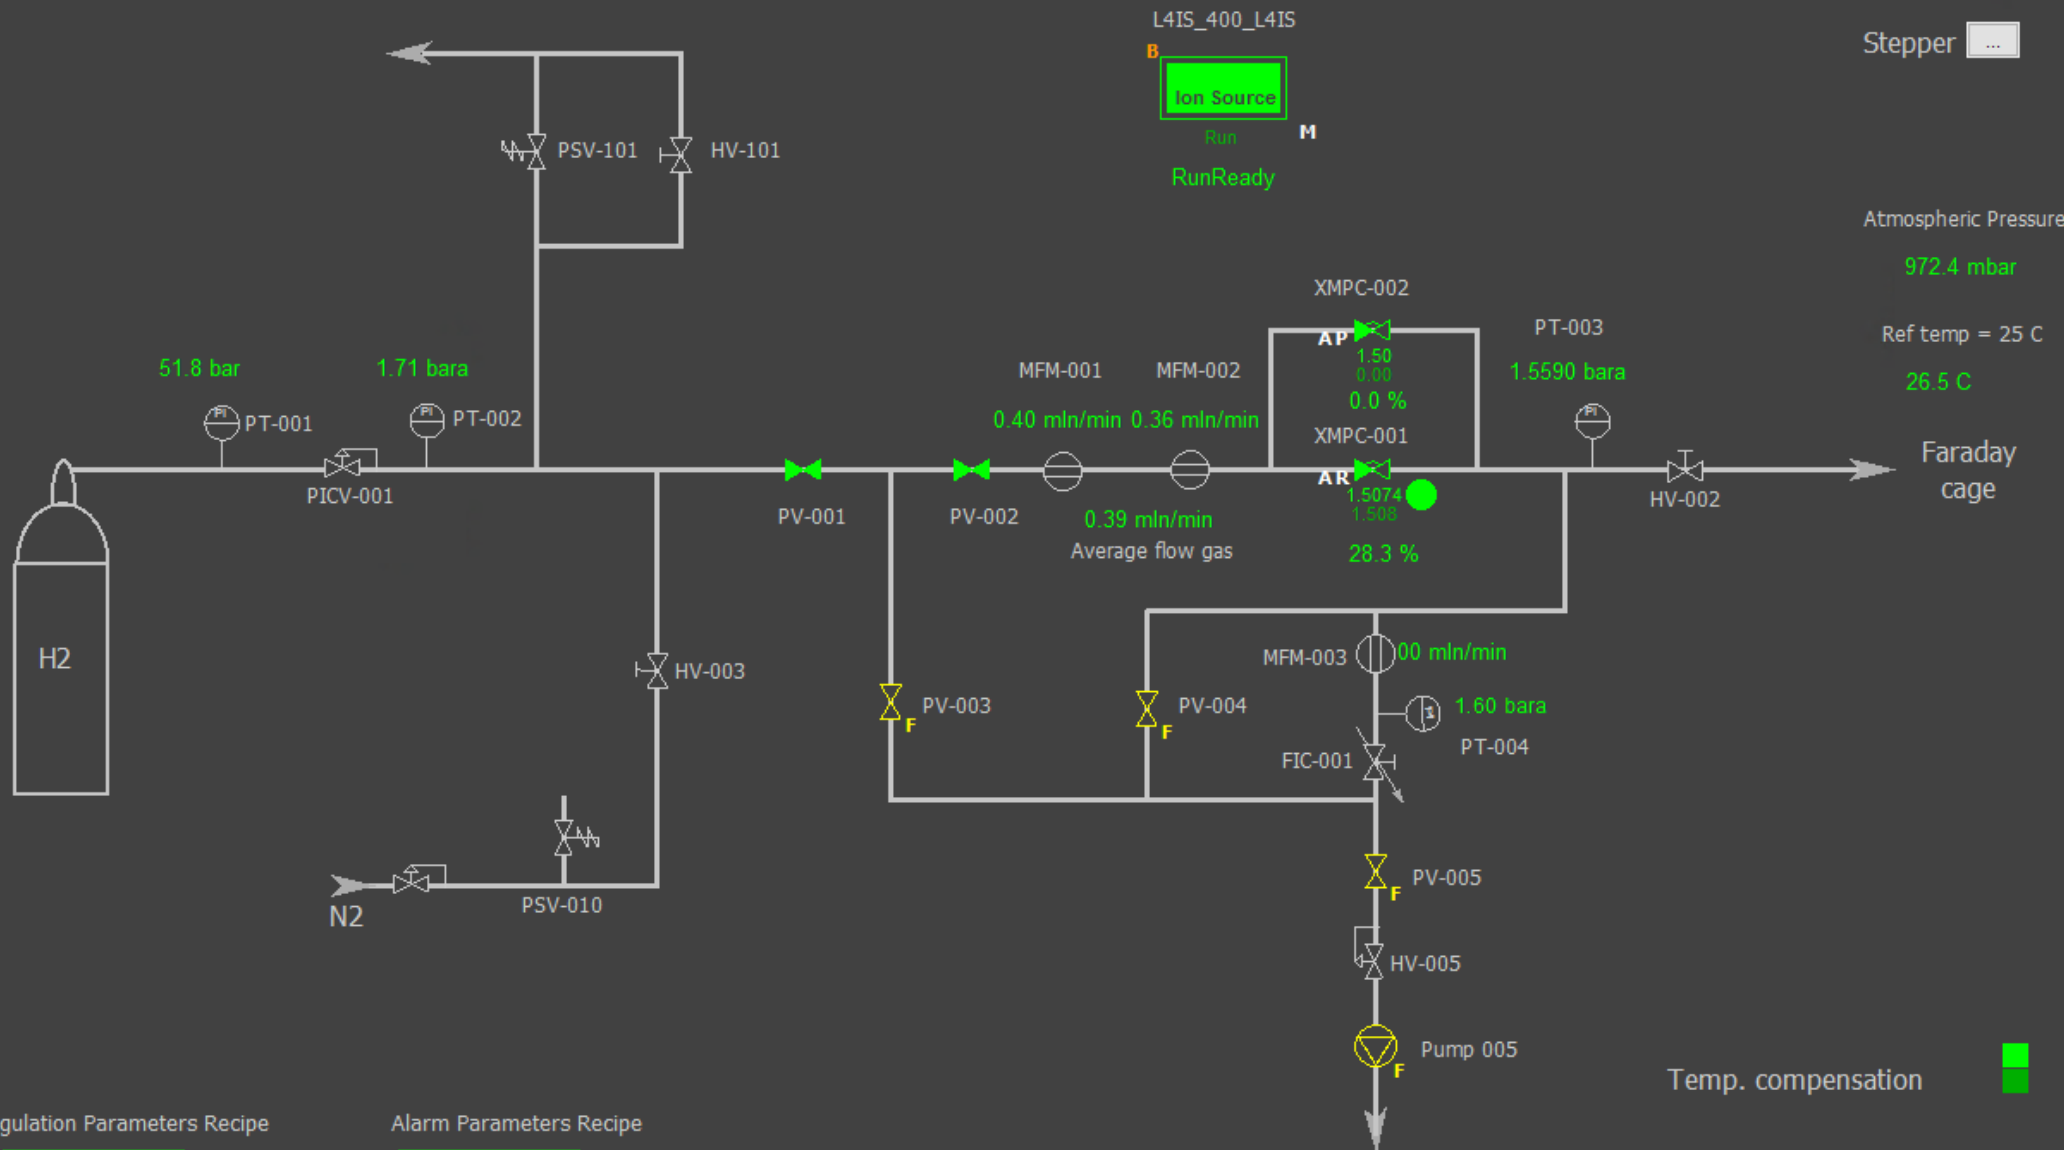 L4IS_400_L4IS
Stepper ...
B
Ion Source
Run
M
RunReady
PSV-101
HV-101
Atmospheric Pressure
972.4 mbar
Ref temp = 25 C
26.5 C
XMPC-002
AP
1.50
0.00
0.0 %
PT-003
1.5590 bara
51.8 bar
1.71 bara
MFM-001
MFM-002
0.40 mln/min
0.36 mln/min
PI
PT-001
PI
PT-002
XMPC-001
AR
1.5074
1.508
28.3 %
PI
Faraday
cage
PICV-001
PV-001
PV-002
0.39 mln/min
Average flow gas
HV-002
H2
HV-003
MFM-003
00 mln/min
PV-003
F
PV-004
F
1.60 bara
PT-004
FIC-001
PSV-010
N2
PV-005
F
HV-005
Pump 005
F
Temp. compensation
gulation Parameters Recipe
Alarm Parameters Recipe